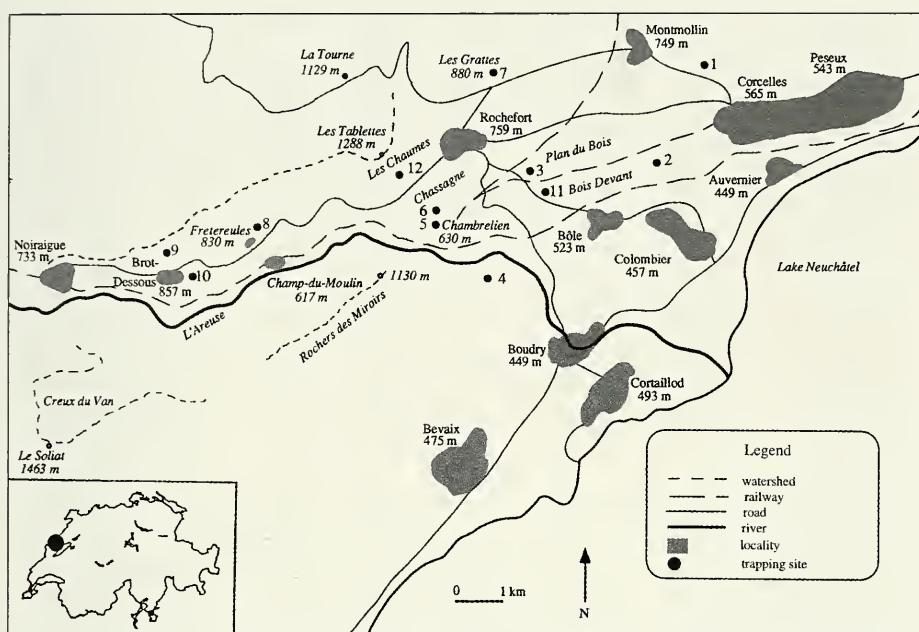 Montmollin
749 m
La Tourne
1129 m
Les Grattes
880 m
7
1
Peseux
543 m
Corcelles
565 m
Rochefort
759 m
Les Tablettes
1288 m
Les Chaumes
12
Plan du Bois
3
2
Chassagne
11
Bois Devant
Auvernier
449 m
6
5
Chambrelien
630 m
Fretereules
830 m
8
Bôle
523 m
Colombier
457 m
Noiraigue
733 m
9
Brot-
Dessous
857 m
10
Champ-du-Moulin
617 m
1130 m
4
Lake Neuchâtel
L'Areuse
Rochers des Miroirs
Boudry
449 m
Cortaillod
493 m
Creux du Van
Bevaix
475 m
Le Soliat
1463 m
Legend
watershed
railway
road
river
locality
trapping site
0 1 km
N